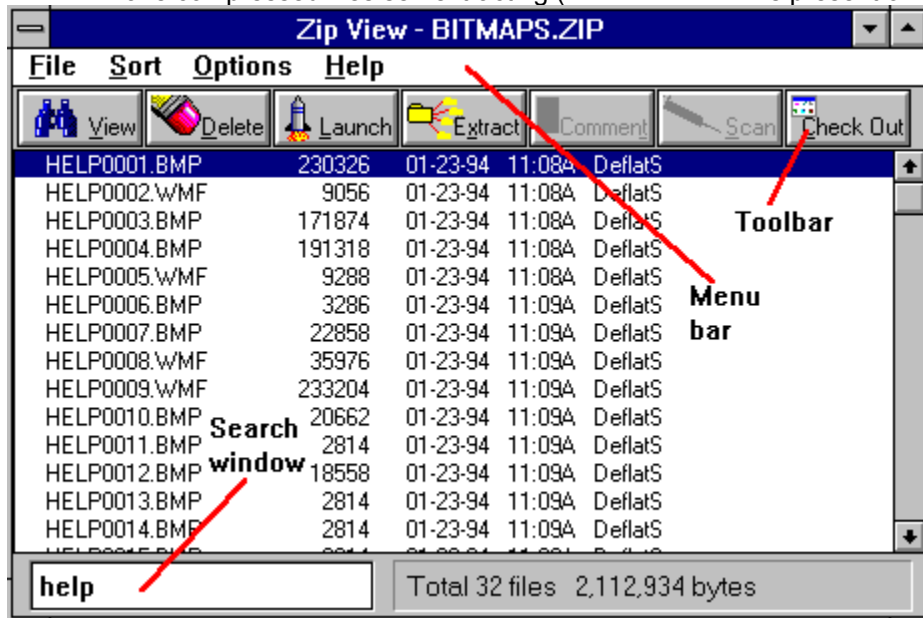 Zip View - BITMAPS.ZIP
File Sort Options Help
View Delete Launch Extract Comment Scan Check Out
HELP0001.BMP 230326 01-23-94 11:08A DeflatS
HELP0002.WMF 9056 01-23-94 11:08A DeflatS
HELP0003.BMP 171874 01-23-94 11:08A DeflatS
Toolbar
HELP0004.BMP 191318 01-23-94 11:08A DeflatS
HELP0005.WMF 9288 01-23-94 11:08A DeflatS
HELP0006.BMP 3286 01-23-94 11:09A DeflatS
Menu
HELP0007.BMP 22858 01-23-94 11:09A DeflatS
bar
HELP0008.WMF 35976 01-23-94 11:09A DeflatS
HELP0009.WMF 233204 01-23-94 11:09A DeflatS
HELP0010.BMP 20662 01-23-94 11:09A DeflatS
Search
HELP0011.BMP 2814 01-23-94 11:09A DeflatS
window
HELP0012.BMP 18558 01-23-94 11:09A DeflatS
HELP0013.BMP 2814 01-23-94 11:09A DeflatS
HELP0014.BMP 2814 01-23-94 11:09A DeflatS
help
Total 32 files 2,112,934 bytes